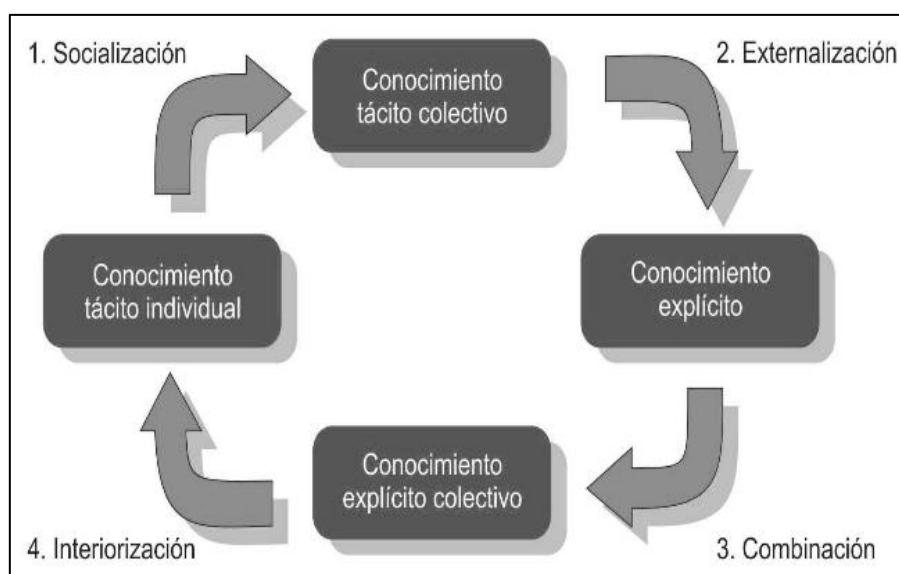 1. Socialización
2. Externalización
Conocimiento
tácito colectivo
Conocimiento
tácito individual
Conocimiento
explícito
Conocimiento
explícito colectivo
4. Interiorización
3. Combinación